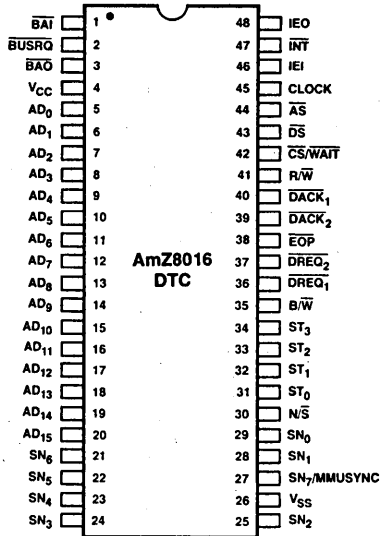 BAI 1 48 IEO
BUSRQ 2 47 INT
BAO 3 46 IEI
VCC 4 45 CLOCK
AD0 5 44 AS
AD1 6 43 DS
AD2 7 42 CS/WAIT
AD3 8 41 R/W
AD4 9 40 DACK1
AD5 10 39 DACK2
AD6 11 38 EOP
AD7 12 AmZ8016 37 DREQ2
AD8 13 DTC 36 DREQ1
AD9 14 35 B/W
AD10 15 34 ST3
AD11 16 33 ST2
AD12 17 32 ST1
AD13 18 31 ST0
AD14 19 30 N/S
AD15 20 29 SN0
SN6 21 28 SN1
SN5 22 27 SN7/MMUSYNC
SN4 23 26 VSS
SN3 24 25 SN2